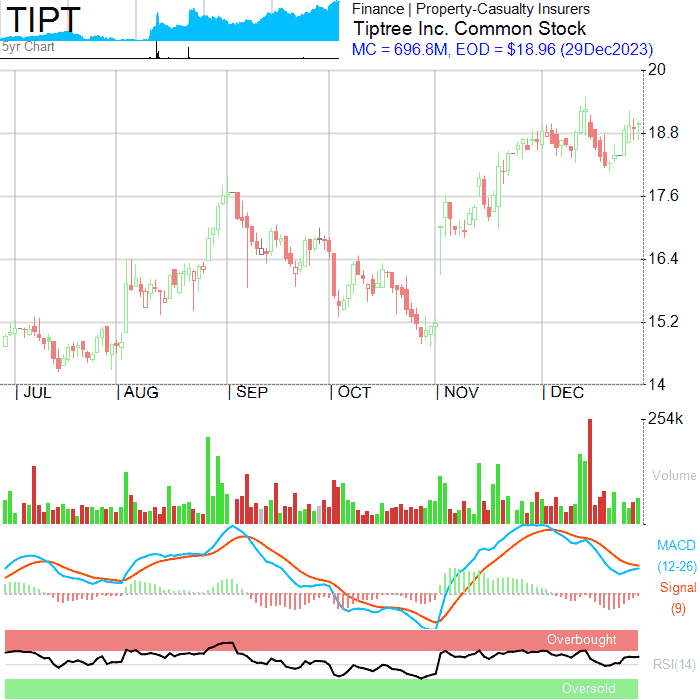 TIPT
5yr Chart
Finance | Property-Casualty Insurers
Tiptree Inc. Common Stock
MC = 696.8M, EOD = $18.96 (29Dec2023)
20
18.8
17.6
16.4
15.2
14
| JUL | AUG | SEP | OCT | NOV | DEC
254k
Volume
MACD
(12-26)
Signal
(9)
Overbought
RSI(14)
Oversold